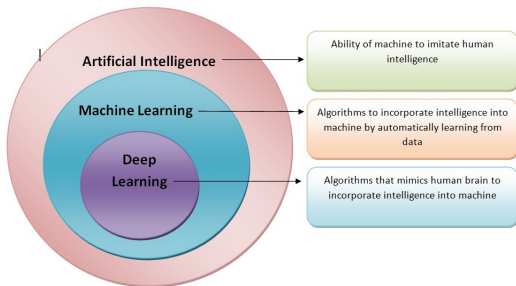 Artificial Intelligence
Ability of machine to imitate human
intelligence
Machine Learning
Algorithms to incorporate intelligence into
machine by automatically learning from
data
Deep
Learning
Algorithms that mimics human brain to
incorporate intelligence into machine